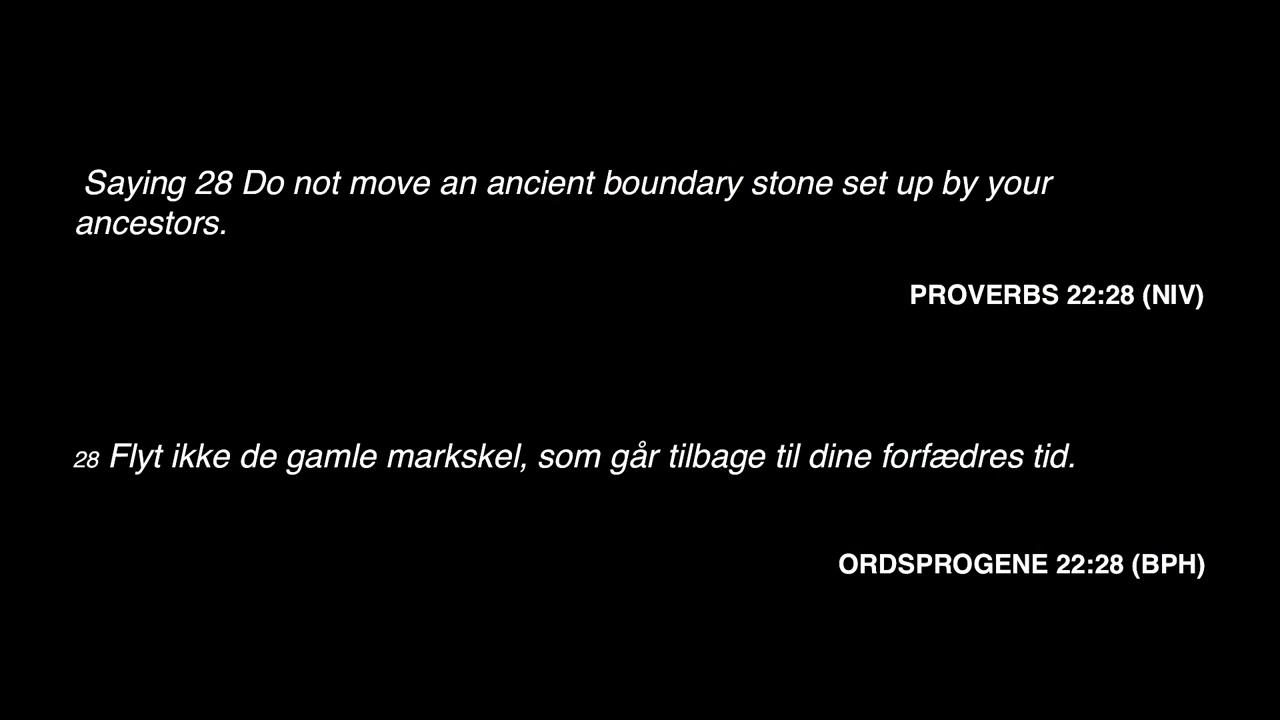 Saying 28 Do not move an ancient boundary stone set up by your
ancestors.
PROVERBS 22:28 (NIV)
28 Flyt ikke de gamle markskel, som går tilbage til dine forfædres tid.
ORDSPROGENE 22:28 (BPH)